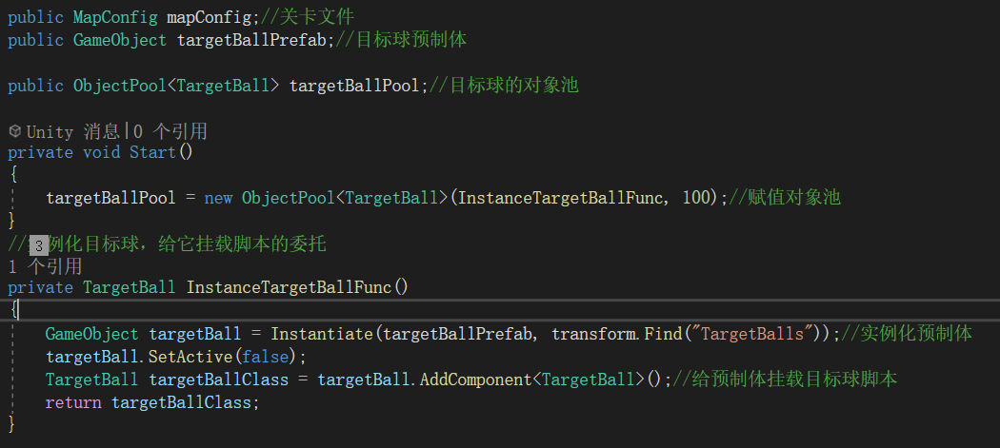 public MapConfig mapConfig;//关卡文件
public GameObject targetBallPrefab;//目标球预制体
public ObjectPool<TargetBall> targetBallPool;//目标球的对象池
Unity 消息|0 个引用
private void Start()
{
targetBallPool = new ObjectPool<TargetBall>(InstanceTargetBallFunc, 100);//赋值对象池
}
//3例化目标球，给它挂载脚本的委托
1 个引用
private TargetBall InstanceTargetBallFunc()
{
GameObject targetBall = Instantiate(targetBallPrefab, transform.Find("TargetBalls"));//实例化预制体
targetBall.SetActive(false);
TargetBall targetBallClass = targetBall.AddComponent<TargetBall>();//给预制体挂载目标球脚本
return targetBallClass;
}